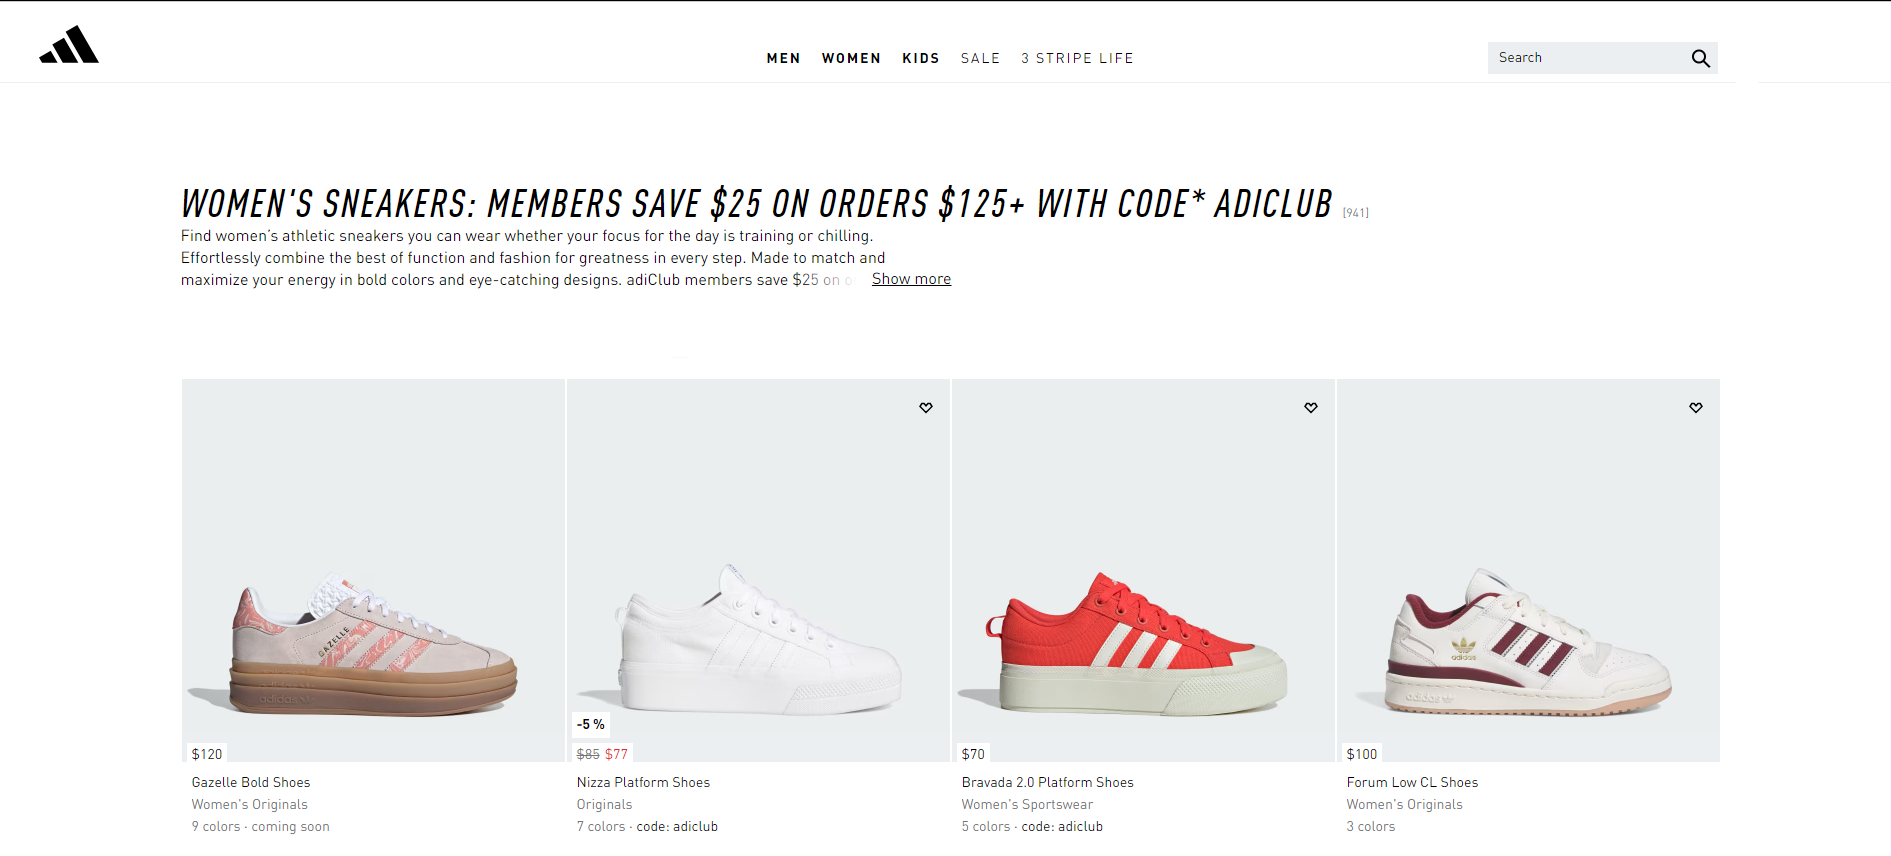 MEN WOMEN KIDS SALE 3 STRIPE LIFE
Search
WOMEN'S SNEAKERS: MEMBERS SAVE $25 ON ORDERS $125+ WITH CODE* ADICLUB [941]
Find women’s athletic sneakers you can wear whether your focus for the day is training or chilling.
Effortlessly combine the best of function and fashion for greatness in every step. Made to match and
maximize your energy in bold colors and eye-catching designs. adiClub members save $25 on o Show more
GAZELLE
adidas
adidas
adidas
-5 %
$120
$85 $77
$70
$100
Gazelle Bold Shoes
Women's Originals
9 colors · coming soon
Nizza Platform Shoes
Originals
7 colors · code: adiclub
Bravada 2.0 Platform Shoes
Women's Sportswear
5 colors · code: adiclub
Forum Low CL Shoes
Women's Originals
3 colors